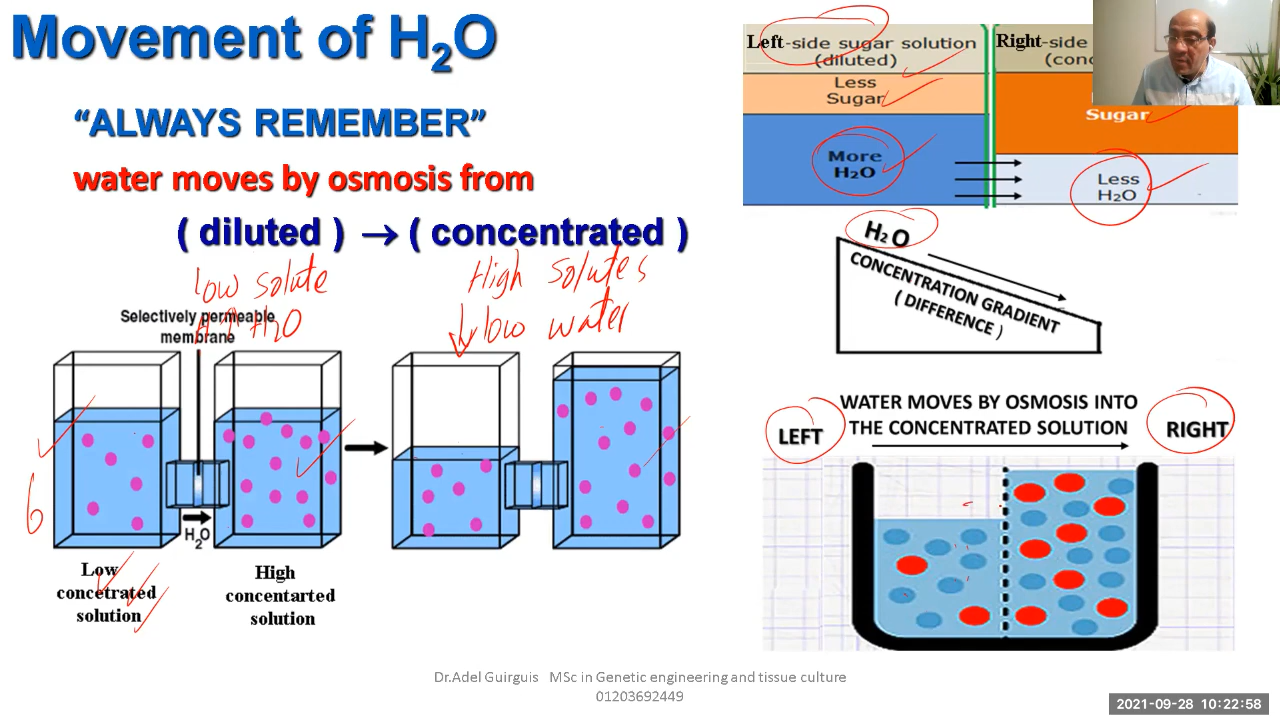 Movement of H2O
“ALWAYS REMEMBER”
water moves by osmosis from
( diluted ) → ( concentrated )
low solute
↑ H2O
High solutes
↓ low water
Selectively permeable
membrane
6
H2O
Low
concetrated
solution
High
concentarted
solution
Left-side sugar solution
(diluted)
Less
Sugar
More
H2O
Right-side
Sugar
Less
H2O
H2O
CONCENTRATION GRADIENT
( DIFFERENCE )
WATER MOVES BY OSMOSIS INTO
THE CONCENTRATED SOLUTION
LEFT
RIGHT
Dr.Adel Guirguis MSc in Genetic engineering and tissue culture
01203692449
2021-09-28 10:22:58